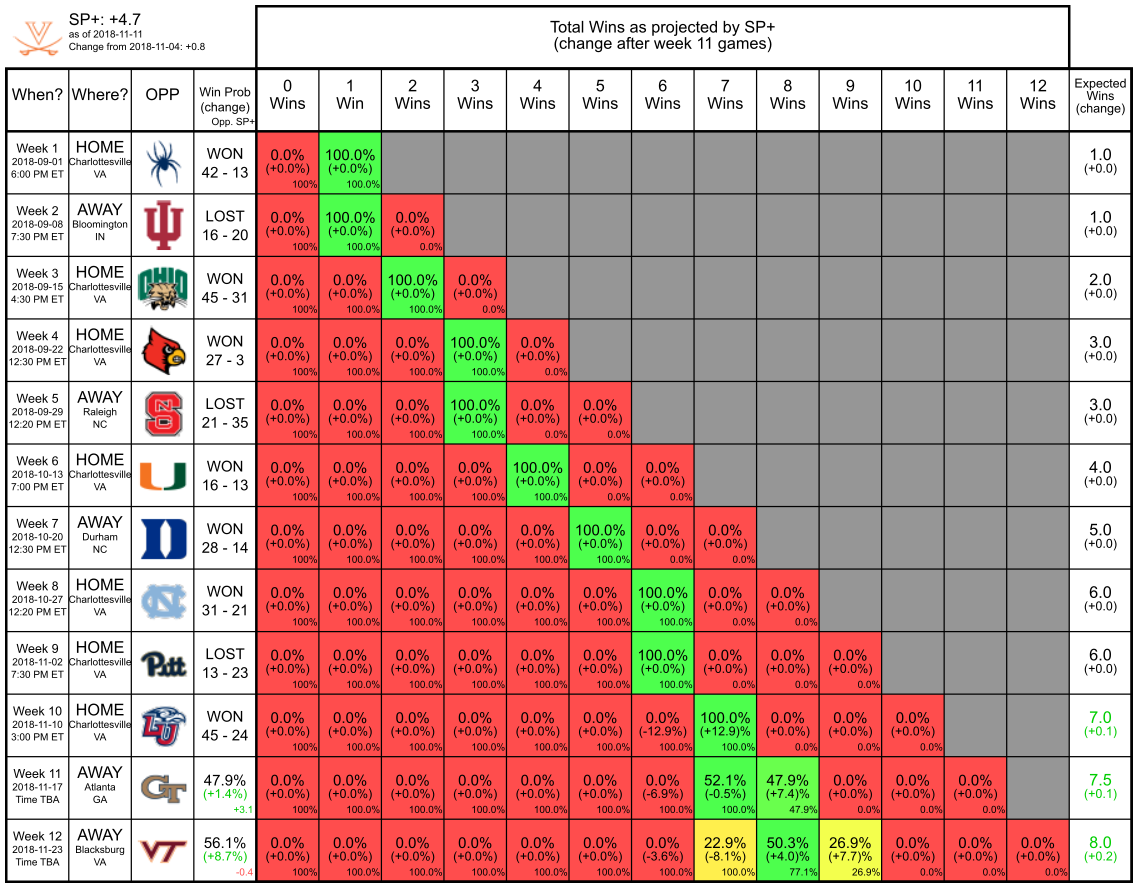 SP+: +4.7
as of 2018-11-11
Change from 2018-11-04: +0.8
Total Wins as projected by SP+
(change after week 11 games)
When? Where? OPP Win Prob (change) Opp. SP+ 0 Wins 1 Win 2 Wins 3 Wins 4 Wins 5 Wins 6 Wins 7 Wins 8 Wins 9 Wins 10 Wins 11 Wins 12 Wins Expected Wins (change)
Week 1 HOME WON 0.0% 100.0% 1.0
2018-09-01 Charlottesville (+0.0%) (+0.0%) (+0.0)
6:00 PM ET VA 42 - 13 100% 100.0%
Week 2 AWAY LOST 0.0% 100.0% 0.0% 1.0
2018-09-08 Bloomington (+0.0%) (+0.0%) (+0.0%) (+0.0)
7:30 PM ET IN 16 - 20 100% 100.0% 0.0%
Week 3 HOME OHIO WON 0.0% 0.0% 100.0% 0.0% 2.0
2018-09-15 Charlottesville (+0.0%) (+0.0%) (+0.0%) (+0.0%) (+0.0)
4:30 PM ET VA 45 - 31 100% 100.0% 100.0% 0.0%
Week 4 HOME WON 0.0% 0.0% 0.0% 100.0% 0.0% 3.0
2018-09-22 Charlottesville (+0.0%) (+0.0%) (+0.0%) (+0.0%) (+0.0%) (+0.0)
12:30 PM ET VA 27 - 3 100% 100.0% 100.0% 100.0% 0.0%
Week 5 AWAY LOST 0.0% 0.0% 0.0% 100.0% 0.0% 0.0% 3.0
2018-09-29 Raleigh (+0.0%) (+0.0%) (+0.0%) (+0.0%) (+0.0%) (+0.0%) (+0.0)
12:20 PM ET NC 21 - 35 100% 100.0% 100.0% 100.0% 0.0% 0.0%
Week 6 HOME WON 0.0% 0.0% 0.0% 0.0% 100.0% 0.0% 0.0% 4.0
2018-10-13 Charlottesville (+0.0%) (+0.0%) (+0.0%) (+0.0%) (+0.0%) (+0.0%) (+0.0%) (+0.0)
7:00 PM ET VA 16 - 13 100% 100.0% 100.0% 100.0% 100.0% 0.0% 0.0%
Week 7 AWAY D WON 0.0% 0.0% 0.0% 0.0% 0.0% 100.0% 0.0% 0.0% 5.0
2018-10-20 Durham (+0.0%) (+0.0%) (+0.0%) (+0.0%) (+0.0%) (+0.0%) (+0.0%) (+0.0%) (+0.0)
12:30 PM ET NC 28 - 14 100% 100.0% 100.0% 100.0% 100.0% 100.0% 0.0% 0.0%
Week 8 HOME NC WON 0.0% 0.0% 0.0% 0.0% 0.0% 0.0% 100.0% 0.0% 0.0% 6.0
2018-10-27 Charlottesville (+0.0%) (+0.0%) (+0.0%) (+0.0%) (+0.0%) (+0.0%) (+0.0%) (+0.0%) (+0.0%) (+0.0)
12:20 PM ET VA 31 - 21 100% 100.0% 100.0% 100.0% 100.0% 100.0% 100.0% 0.0% 0.0%
Week 9 HOME Pitt LOST 0.0% 0.0% 0.0% 0.0% 0.0% 0.0% 100.0% 0.0% 0.0% 0.0% 6.0
2018-11-02 Charlottesville (+0.0%) (+0.0%) (+0.0%) (+0.0%) (+0.0%) (+0.0%) (+0.0%) (+0.0%) (+0.0%) (+0.0%) (+0.0)
7:30 PM ET VA 13 - 23 100% 100.0% 100.0% 100.0% 100.0% 100.0% 100.0% 0.0% 0.0% 0.0%
Week 10 HOME LU WON 0.0% 0.0% 0.0% 0.0% 0.0% 0.0% 0.0% 100.0% 0.0% 0.0% 0.0% 7.0
2018-11-10 Charlottesville (+0.0%) (+0.0%) (+0.0%) (+0.0%) (+0.0%) (+0.0%) (-12.9%) (+12.9)% (+0.0%) (+0.0%) (+0.0%) (+0.1)
3:00 PM ET VA 45 - 24 100% 100.0% 100.0% 100.0% 100.0% 100.0% 100.0% 100.0% 0.0% 0.0% 0.0%
Week 11 AWAY GT 47.9% 0.0% 0.0% 0.0% 0.0% 0.0% 0.0% 0.0% 52.1% 47.9% 0.0% 0.0% 0.0% 7.5
2018-11-17 Atlanta (+1.4%) (+0.0%) (+0.0%) (+0.0%) (+0.0%) (+0.0%) (+0.0%) (-6.9%) (-0.5%) (+7.4)% (+0.0%) (+0.0%) (+0.0%) (+0.1)
Time TBA GA +3.1 100% 100.0% 100.0% 100.0% 100.0% 100.0% 100.0% 100.0% 47.9% 0.0% 0.0% 0.0%
Week 12 AWAY VT 56.1% 0.0% 0.0% 0.0% 0.0% 0.0% 0.0% 0.0% 22.9% 50.3% 26.9% 0.0% 0.0% 0.0% 8.0
2018-11-23 Blacksburg (+8.7%) (+0.0%) (+0.0%) (+0.0%) (+0.0%) (+0.0%) (+0.0%) (-3.6%) (-8.1%) (+4.0)% (+7.7)% (+0.0%) (+0.0%) (+0.0%) (+0.2)
Time TBA VA -0.4 100% 100.0% 100.0% 100.0% 100.0% 100.0% 100.0% 100.0% 77.1% 26.9% 0.0% 0.0% 0.0%